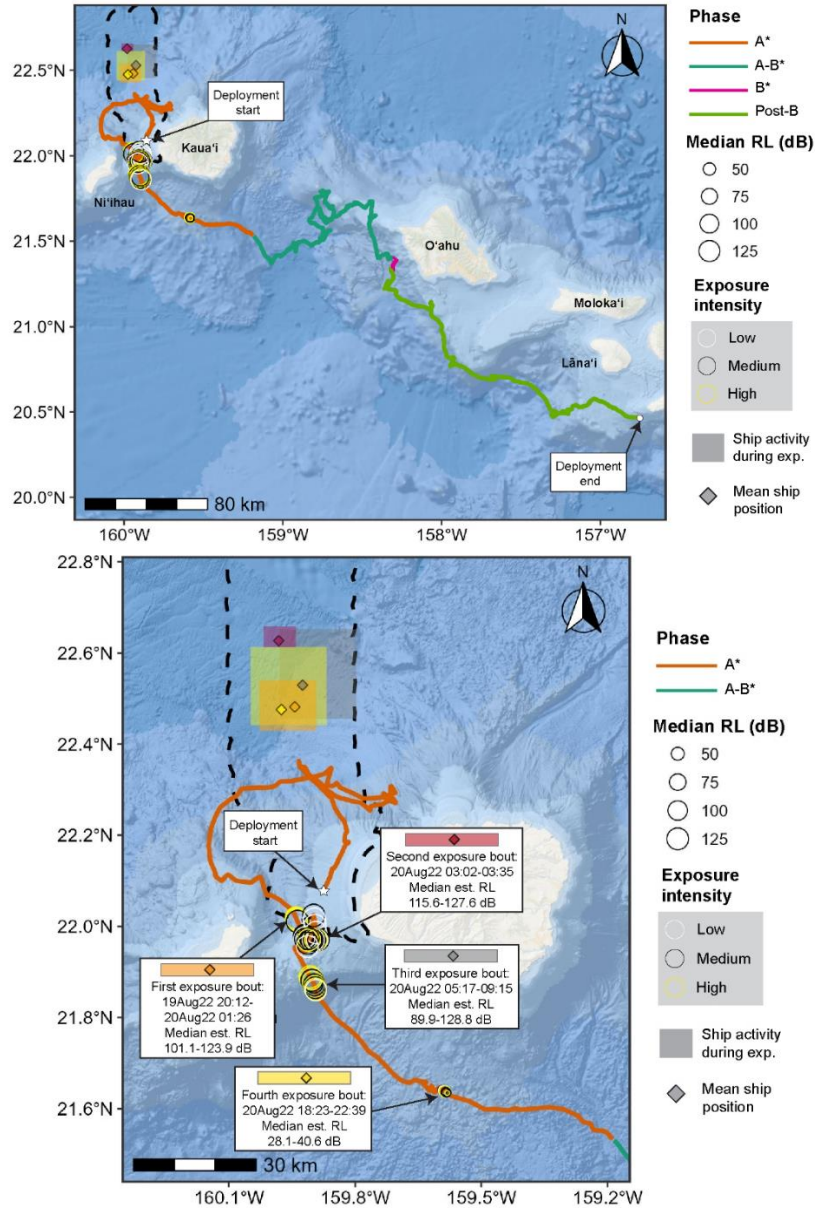 22.5°N
22.0°N
21.5°N
21.0°N
20.5°N
20.0°N
160°W
159°W
158°W
157°W
N
Deployment
start
Kauaʻi
Niʻihau
Oʻahu
Molokaʻi
Lānaʻi
Deployment
end
80 km
Phase
A*
A-B*
B*
Post-B
Median RL (dB)
50
75
100
125
Exposure
intensity
Low
Medium
High
Ship activity
during exp.
Mean ship
position
22.8°N
22.6°N
22.4°N
22.2°N
22.0°N
21.8°N
21.6°N
160.1°W
159.8°W
159.5°W
159.2°W
N
Deployment
start
Second exposure bout:
20Aug22 03:02-03:35
Median est. RL
115.6-127.6 dB
First exposure bout:
19Aug22 20:12-
20Aug22 01:26
Median est. RL
101.1-123.9 dB
Third exposure bout:
20Aug22 05:17-09:15
Median est. RL
89.9-128.8 dB
Fourth exposure bout:
20Aug22 18:23-22:39
Median est. RL
28.1-40.6 dB
30 km
Phase
A*
A-B*
Median RL (dB)
50
75
100
125
Exposure
intensity
Low
Medium
High
Ship activity
during exp.
Mean ship
position